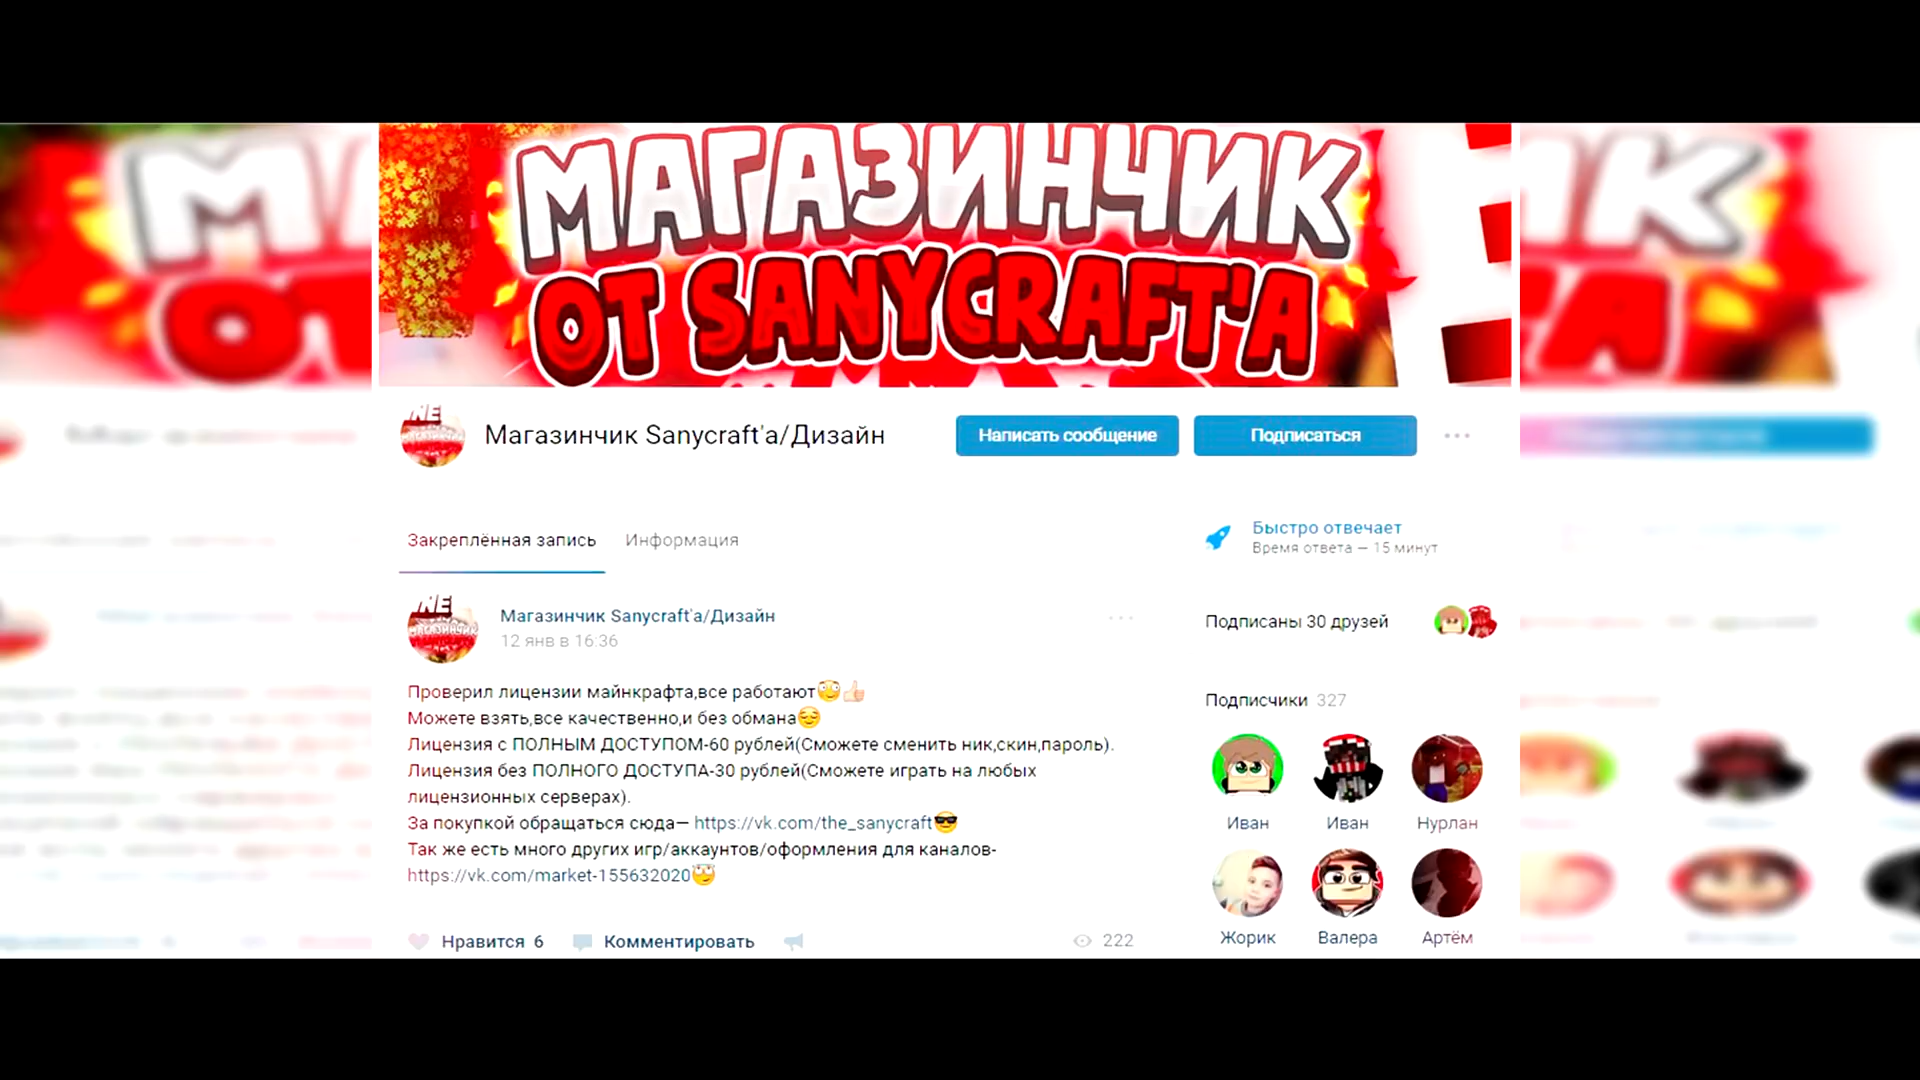 МАГАЗИНЧИК
ОТ SANYCRAFT'А
Магазинчик Sanycraft'а/Дизайн
Написать сообщение
Подписаться
Закреплённая запись
Информация
Быстро отвечает
Время ответа — 15 минут
Магазинчик Sanycraft'а/Дизайн
12 янв в 16:36
Подписаны 30 друзей
Проверил лицензии майнкрафта,все работают😳👍
Можете взять,все качественно,и без обмана😌
Лицензия с ПОЛНЫМ ДОСТУПОМ-60 рублей(Сможете сменить ник,скин,пароль).
Лицензия без ПОЛНОГО ДОСТУПА-30 рублей(Сможете играть на любых
лицензионных серверах).
За покупкой обращаться сюда— https://vk.com/the_sanycraft😎
Так же есть много других игр/аккаунтов/оформления для каналов-
https://vk.com/market-155632020😇
Нравится 6
Комментировать
222
Подписчики 327
Иван
Иван
Нурлан
Жорик
Валера
Артём